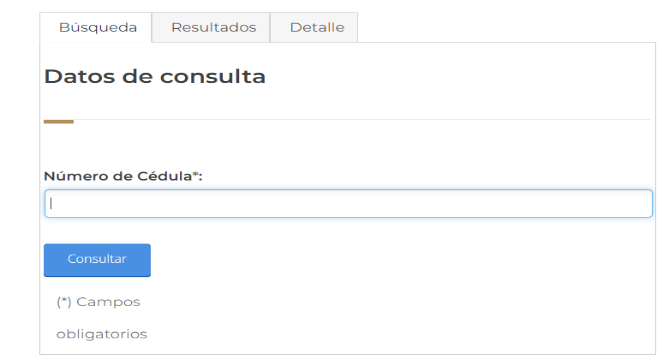 Búsqueda Resultados Detalle
Datos de consulta
Número de Cédula*:
Consultar
(*) Campos
obligatorios